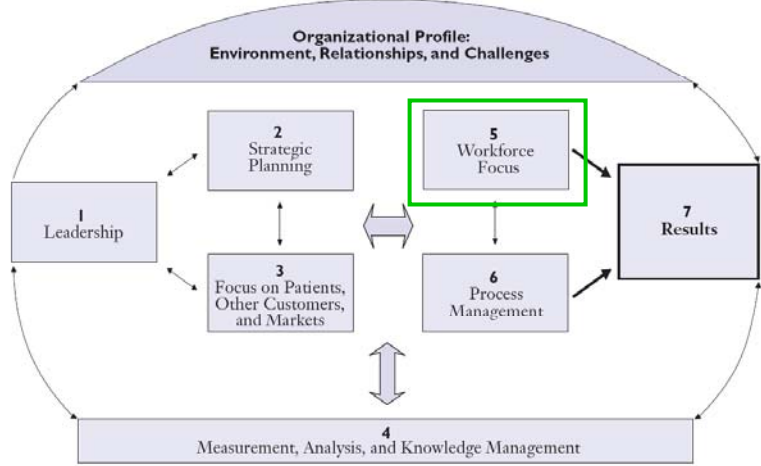 Organizational Profile:
Environment, Relationships, and Challenges
2
Strategic
Planning
5
Workforce
Focus
1
Leadership
7
Results
3
Focus on Patients,
Other Customers,
and Markets
6
Process
Management
4
Measurement, Analysis, and Knowledge Management